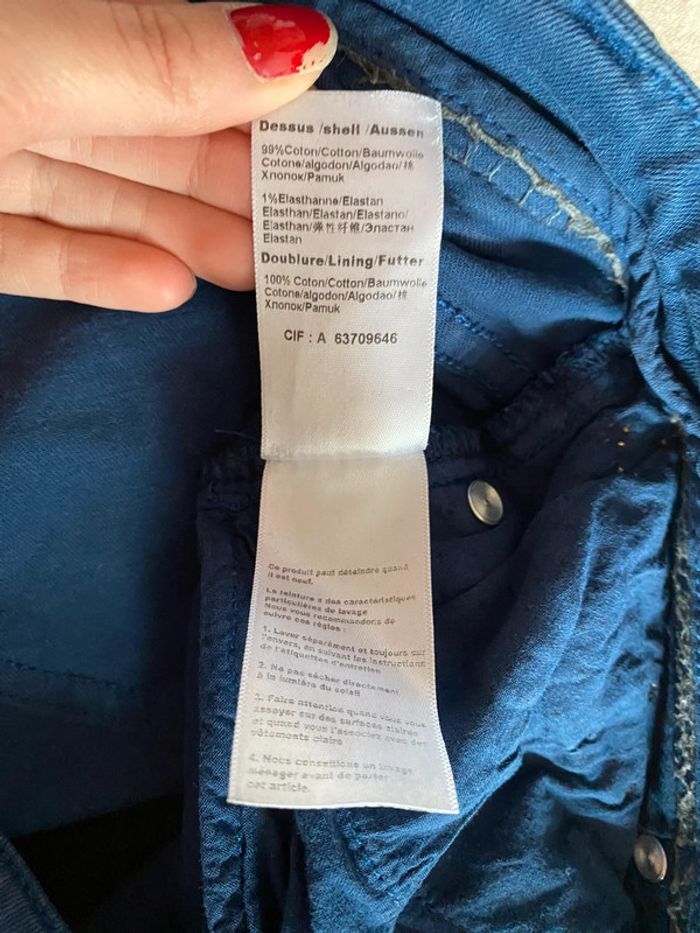 Dessus /shell /Aussen
99%Coton/Cotton/Baumwolle
Cotone/algodon/Algodao/棉
Хлопок/Pamuk
1%Elasthanne/Elastan
Elasthan/Elastan/Elastano/
Elasthan/弹性纤维/Эластан
Elastan
Doublure/Lining/Futter
100% Coton/Cotton/Baumwolle
Cotone/algodon/Algodao/棉
Хлопок/Pamuk
CIF : A 63709646
Ce produit peut déteindre quand
il est neuf.
La teinture a des caractéristiques
particulières de lavage
Nous vous recommandons de
suivre ces règles :
1. Laver séparément et toujours sur
l'envers, en suivant les instructions
de l'étiquettes d'entretien
2. Ne pas sécher directement
à la lumière du soleil
3. Faire attention quand vous vous
assoyer sur des surfaces claires
et quand vous l'associez avec des
vêtements claire
4. Nous conseillons un lavage
ménager avant de porter
cet article.